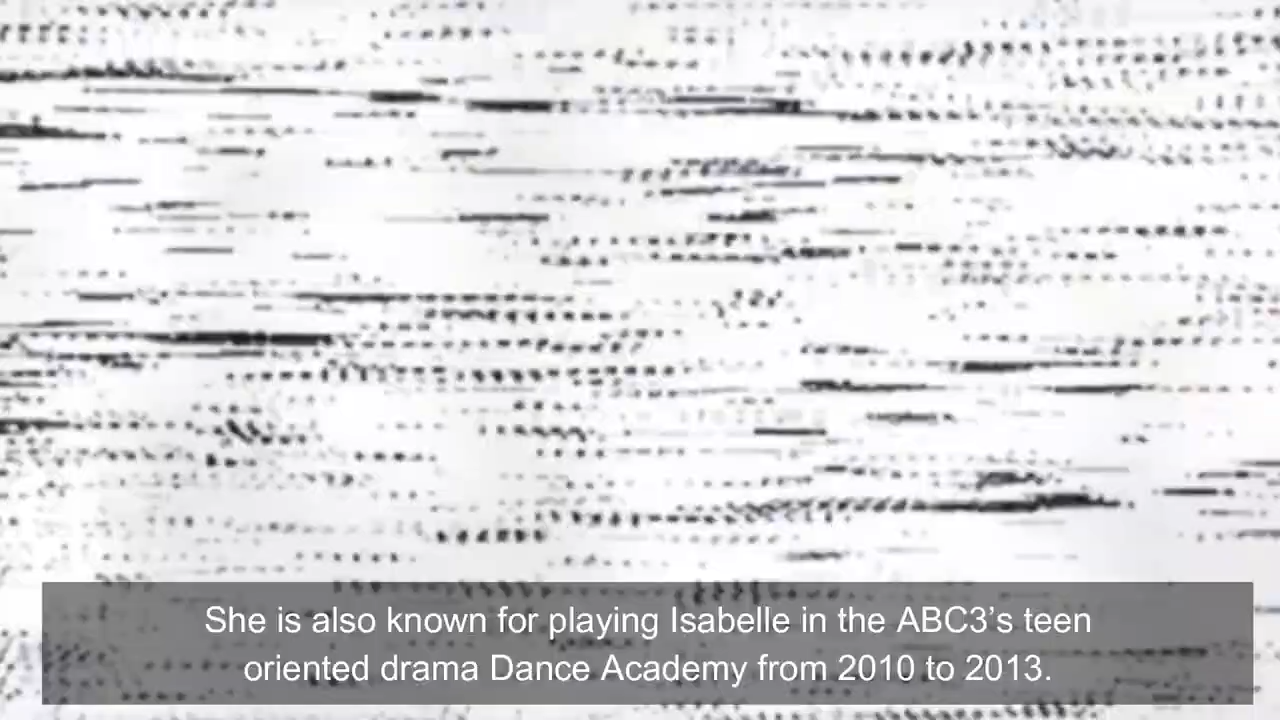 She is also known for playing Isabelle in the ABC3’s teen
oriented drama Dance Academy from 2010 to 2013.